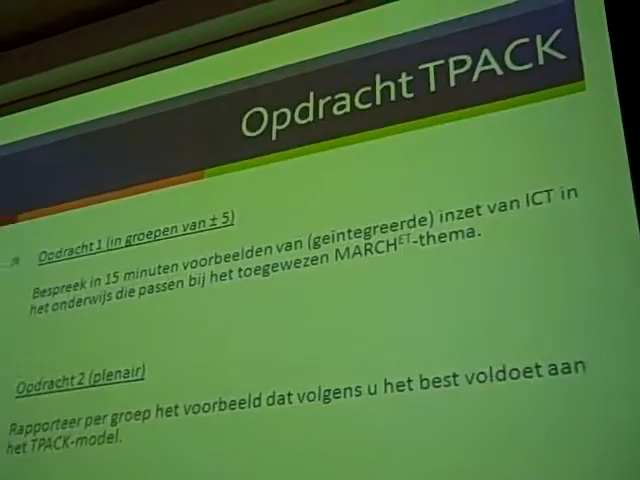 Opdracht TPACK
Opdracht 1 (in groepen van ± 5)
Bespreek in 15 minuten voorbeelden van (geïntegreerde) inzet van ICT in
het onderwijs die passen bij het toegewezen MARCHET-thema.
Opdracht 2 (plenair)
Rapporteer per groep het voorbeeld dat volgens u het best voldoet aan
het TPACK-model.